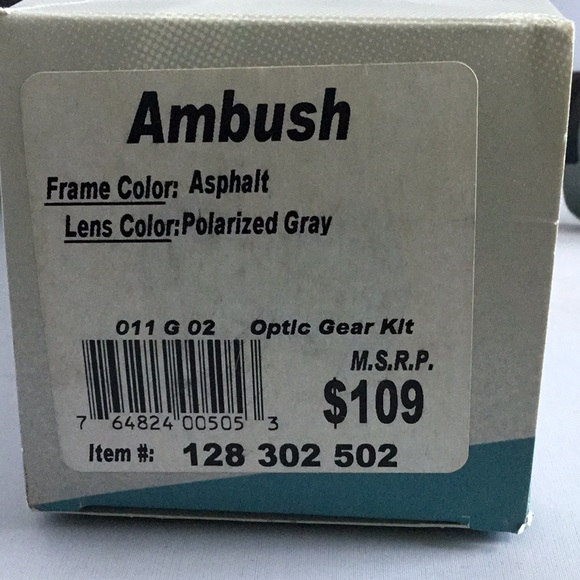 Ambush
Frame Color: Asphalt
Lens Color:Polarized Gray
011 G 02 Optic Gear Kit
M.S.R.P.
$109
7 64824 00505 3
Item #: 128 302 502